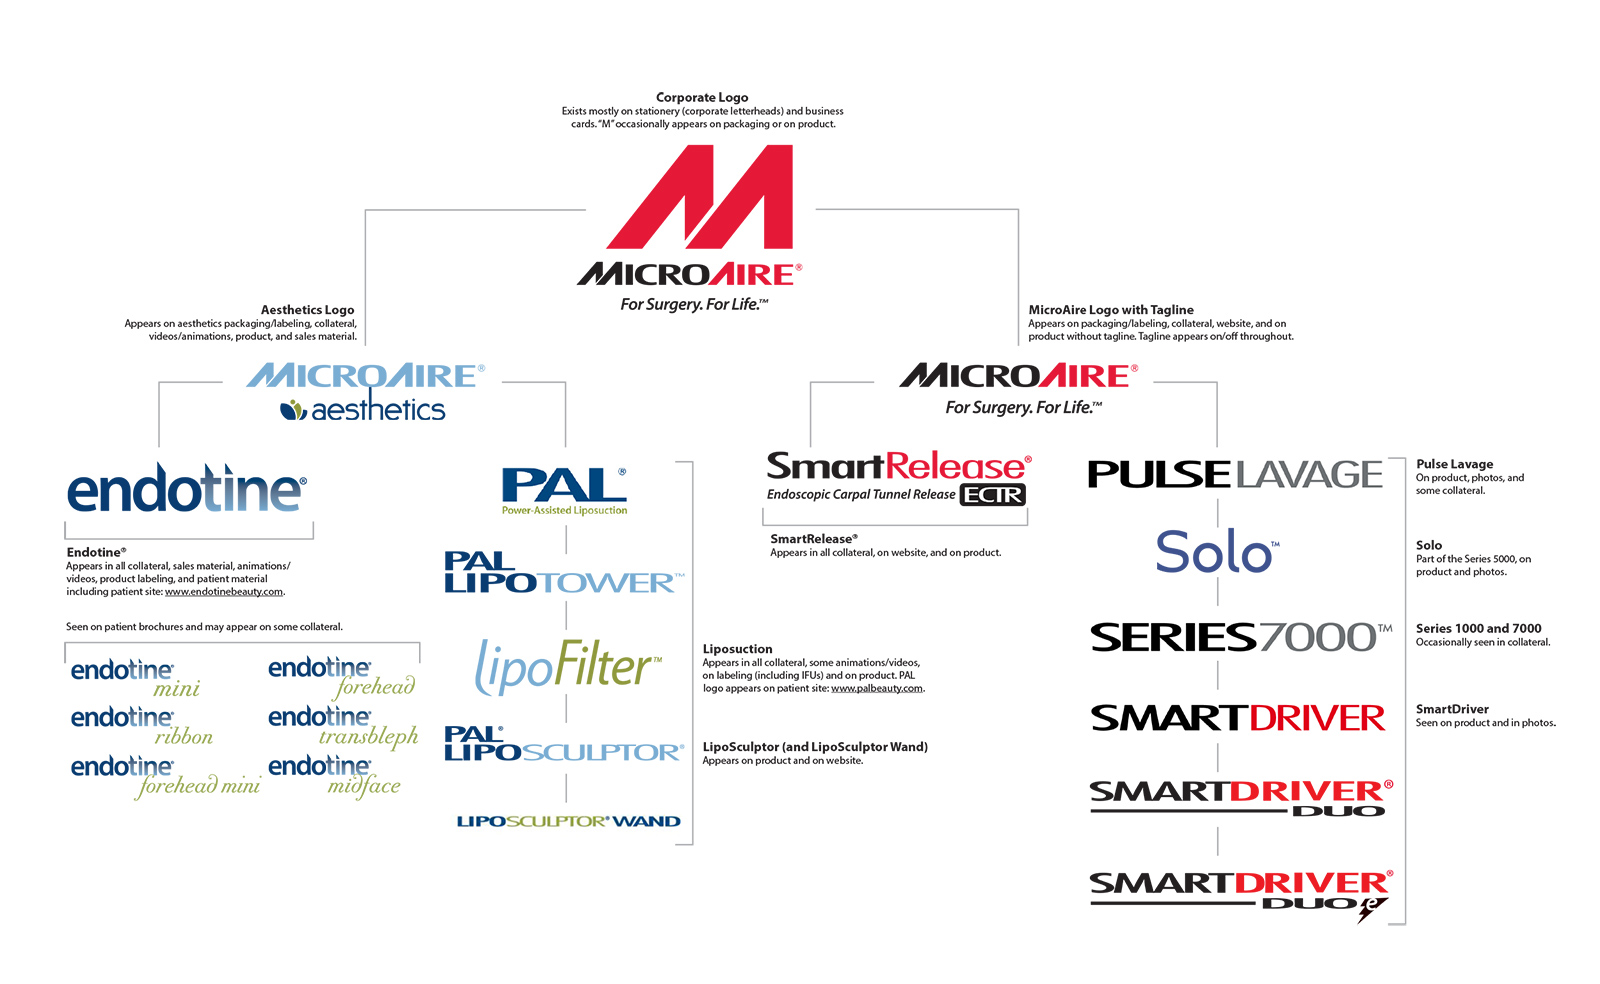 Corporate Logo
Exists mostly on stationery (corporate letterheads) and business
cards. “M” occasionally appears on packaging or on product.
M
MICROAIRE®
For Surgery. For Life.™
Aesthetics Logo
Appears on aesthetics packaging/labeling, collateral,
videos/animations, product, and sales material.
MICROAIRE®
aesthetics
endotine®
Endotine®
Appears in all collateral, sales material, animations/
videos, product labeling, and patient material
including patient site: www.endotinebeauty.com.
Seen on patient brochures and may appear on some collateral.
endotine® mini
endotine® forehead
endotine® ribbon
endotine® transbleph
endotine® forehead mini
endotine® midface
PAL®
Power-Assisted Liposuction
PAL
LIPOTOWER™
lipoFilter™
PAL®
LIPOSCULPTOR®
LIPOSCULPTOR® WAND
Liposuction
Appears in all collateral, some animations/videos,
on labeling (including IFUs) and on product. PAL
logo appears on patient site: www.palbeauty.com.
LipoSculptor (and LipoSculptor Wand)
Appears on product and on website.
MicroAire Logo with Tagline
Appears on packaging/labeling, collateral, website, and on
product without tagline. Tagline appears on/off throughout.
MICROAIRE®
For Surgery. For Life.™
SmartRelease®
Endoscopic Carpal Tunnel Release ECTR
SmartRelease®
Appears in all collateral, on website, and on product.
PULSE LAVAGE
Solo™
SERIES 7000™
SMARTDRIVER
SMARTDRIVER®
DUO
SMARTDRIVER®
DUO e
Pulse Lavage
On product, photos, and
some collateral.
Solo
Part of the Series 5000, on
product and photos.
Series 1000 and 7000
Occasionally seen in collateral.
SmartDriver
Seen on product and in photos.